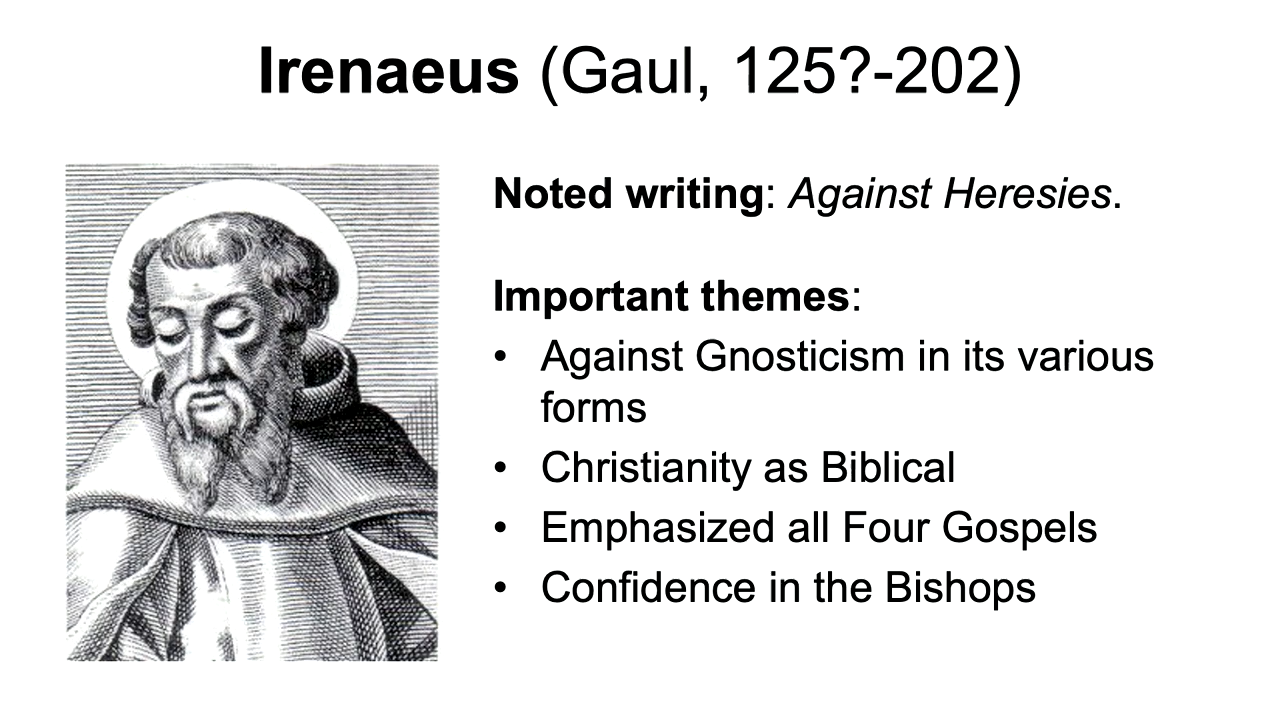 Irenaeus (Gaul, 125?-202)
Noted writing: Against Heresies.
Important themes:
• Against Gnosticism in its various
forms
• Christianity as Biblical
• Emphasized all Four Gospels
• Confidence in the Bishops